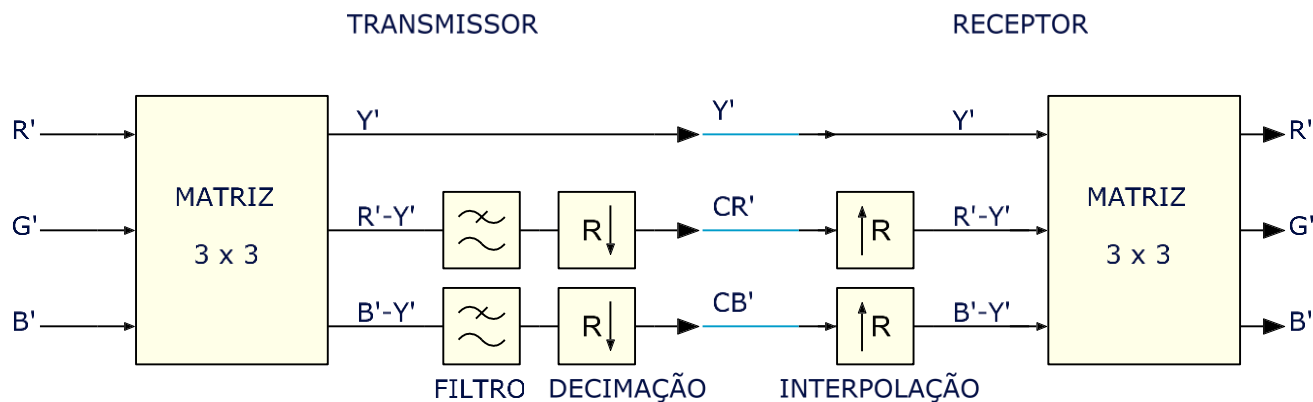 TRANSMISSOR RECEPTOR
R' Y' Y' Y' R'
MATRIZ MATRIZ
G' R'-Y' R CR' R R'-Y' G'
3 x 3 3 x 3
B' B'-Y' R CB' R B'-Y' B'
FILTRO DECIMAÇÃO INTERPOLAÇÃO